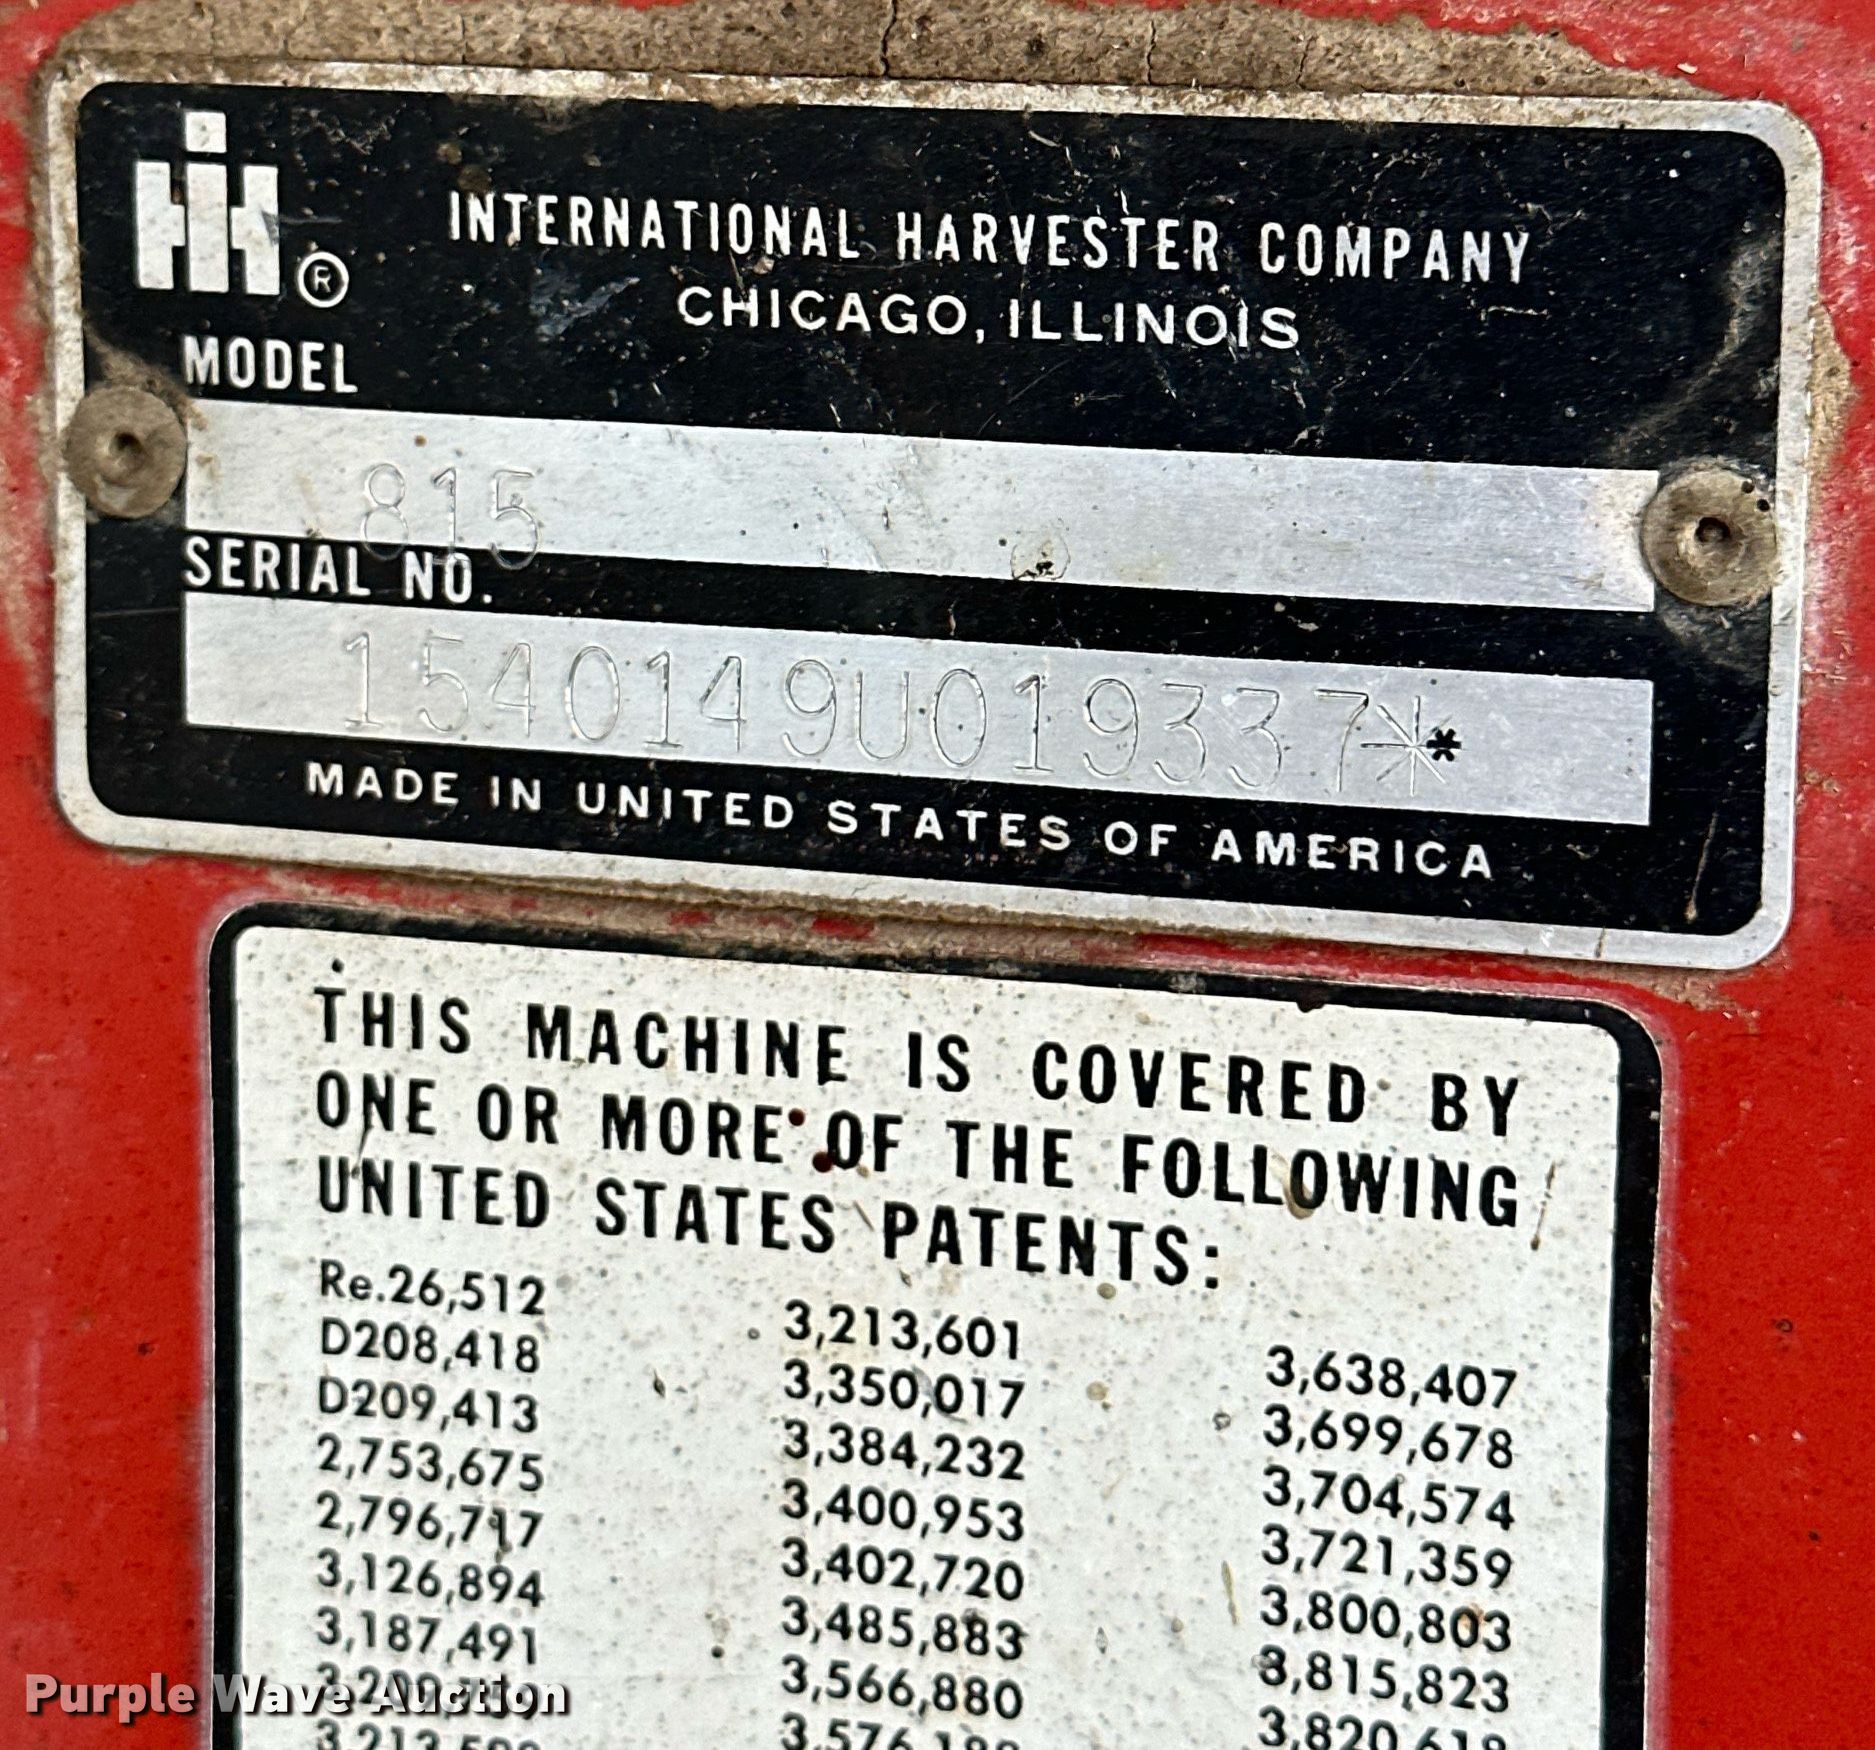 IH ®
INTERNATIONAL HARVESTER COMPANY
CHICAGO, ILLINOIS
MODEL
815
SERIAL NO.
1540149U019337**
MADE IN UNITED STATES OF AMERICA
THIS MACHINE IS COVERED BY
ONE OR MORE OF THE FOLLOWING
UNITED STATES PATENTS:
Re.26,512
D208,418
D209,413
2,753,675
2,796,717
3,126,894
3,187,491
3,213,601
3,350,017
3,384,232
3,400,953
3,402,720
3,485,883
3,566,880
3,638,407
3,699,678
3,704,574
3,721,359
3,800,803
3,815,823
Purple Wave Auction